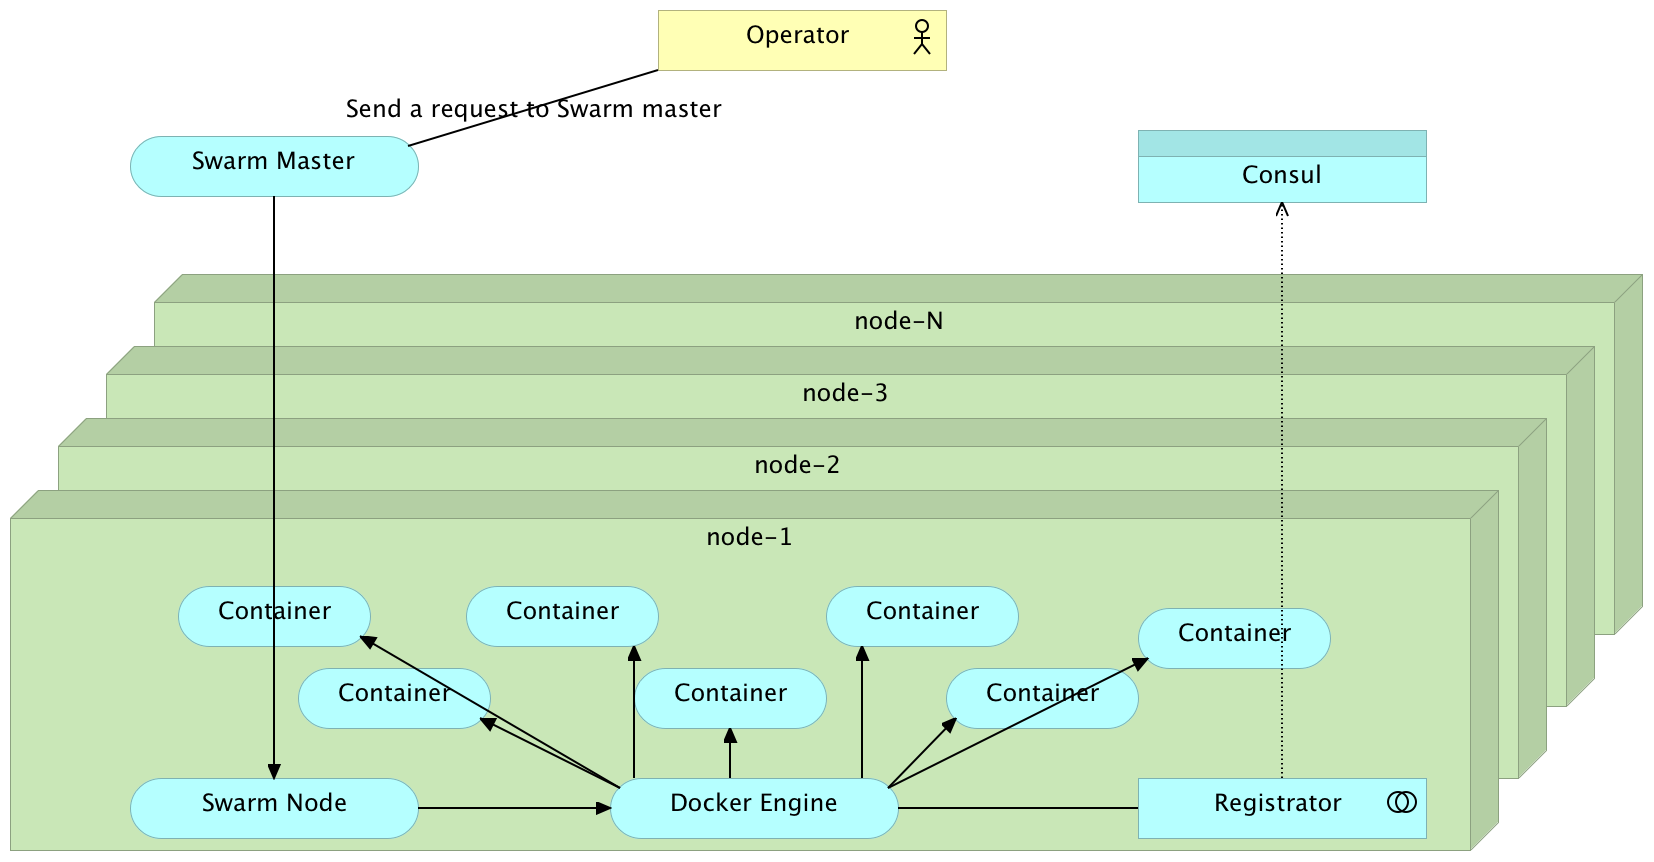 Operator
Send a request to Swarm master
Swarm Master
Consul
node-N
node-3
node-2
node-1
Container
Container
Container
Container
Container
Container
Container
Swarm Node
Docker Engine
Registrator